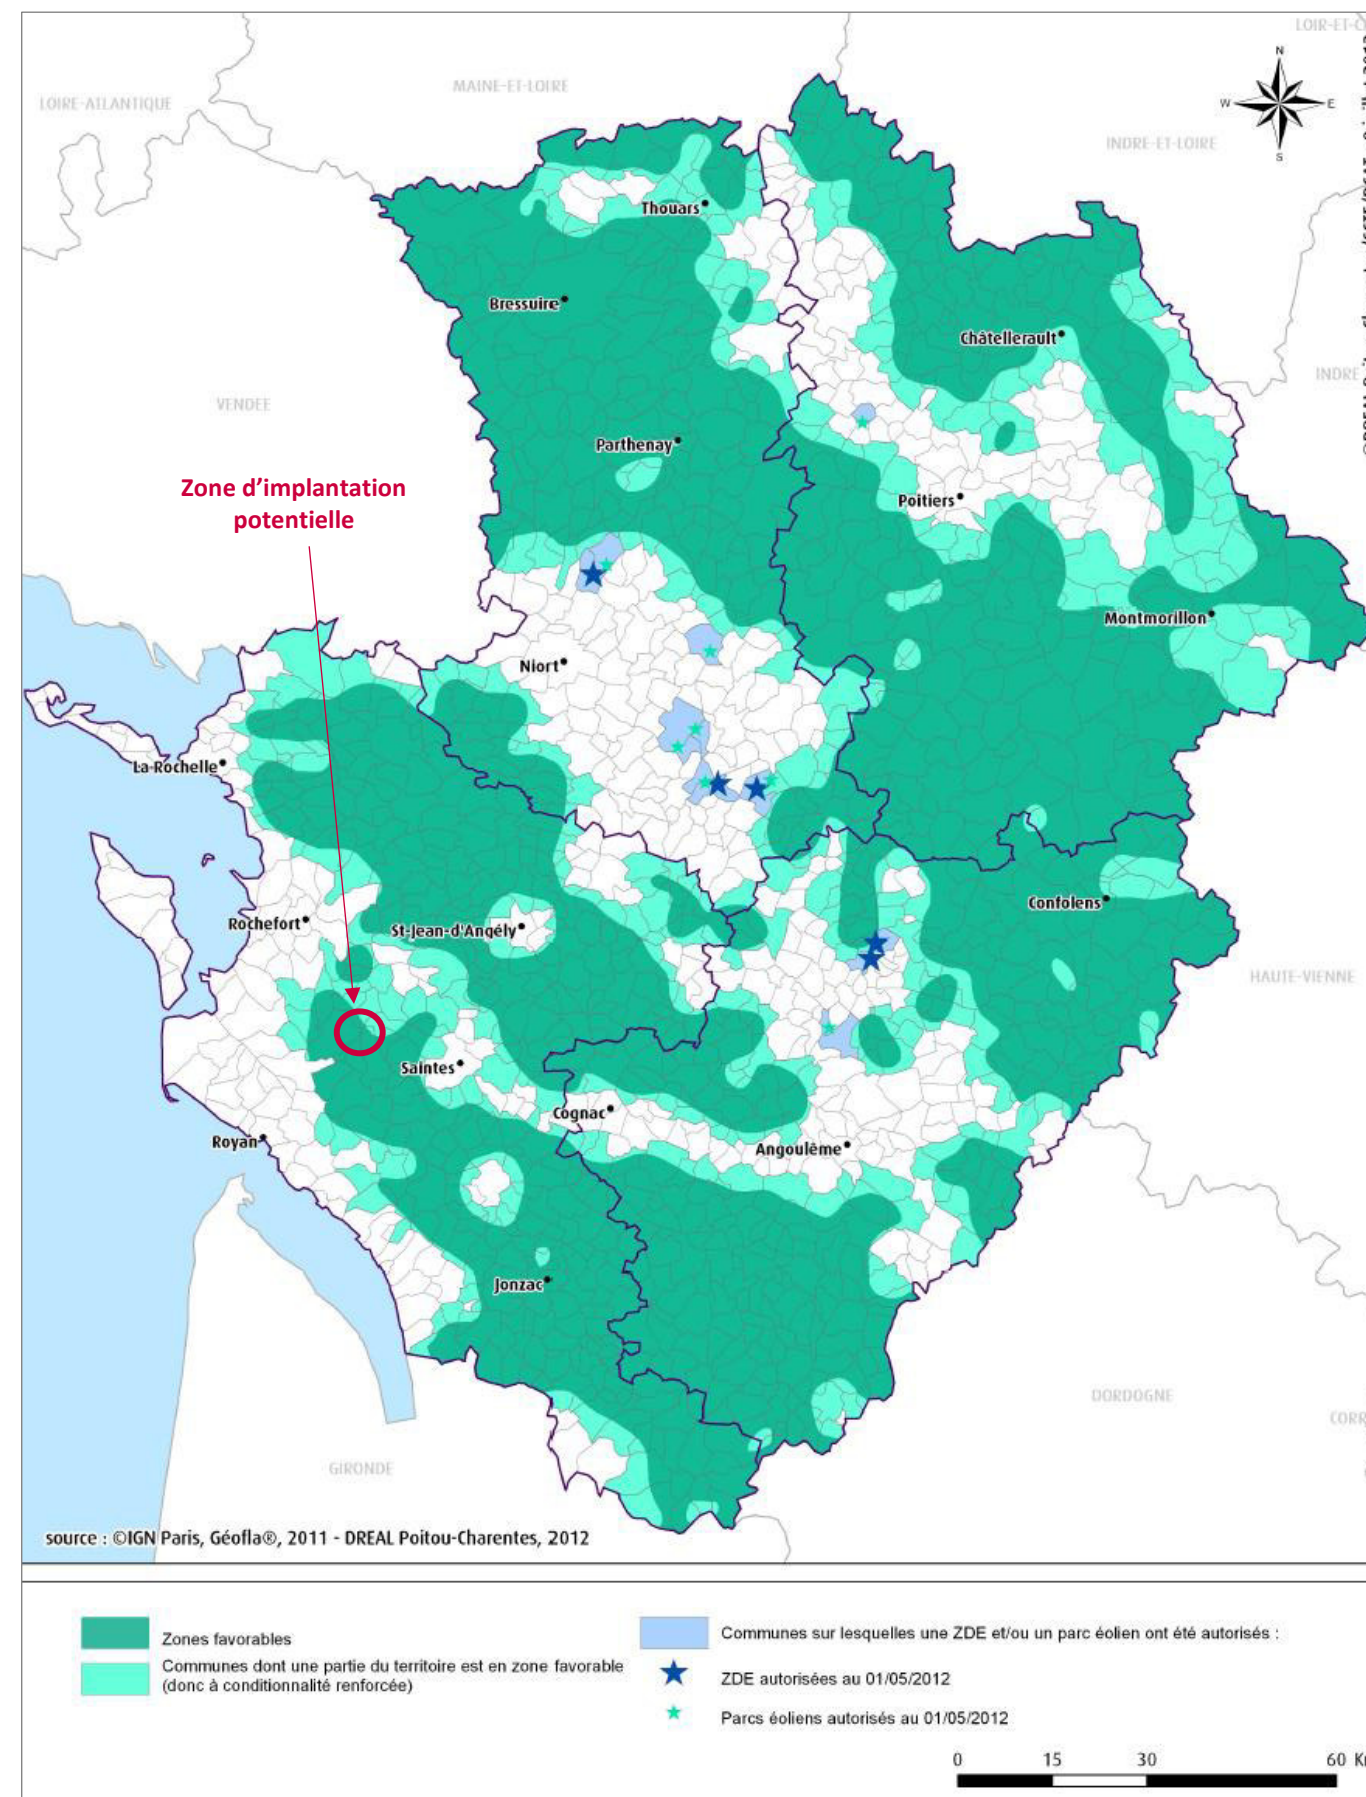 LOIR-ET-C
N
MAINE-ET-LOIRE
LOIRE-ATLANTIQUE
W
E
INDRE-ET-LOIRE
S
Thouars
Bressuire
Châtellerault
INDRE
VENDEE
Parthenay
Zone d'implantation
potentielle
Poitiers
Montmorillon
Niort
La Rochelle
Confolens
Rochefort
St-Jean-d'Angély
HAUTE-VIENNE
Saintes
Cognac
Royan
Angoulême
Jonzac
DORDOGNE
CORR
GIRONDE
source : ©IGN Paris, Géofla®, 2011 - DREAL Poitou-Charentes, 2012
Zones favorables
Communes dont une partie du territoire est en zone favorable
(donc à conditionnalité renforcée)
Communes sur lesquelles une ZDE et/ou un parc éolien ont été autorisés :
ZDE autorisées au 01/05/2012
Parcs éoliens autorisés au 01/05/2012
0 15 30 60 K